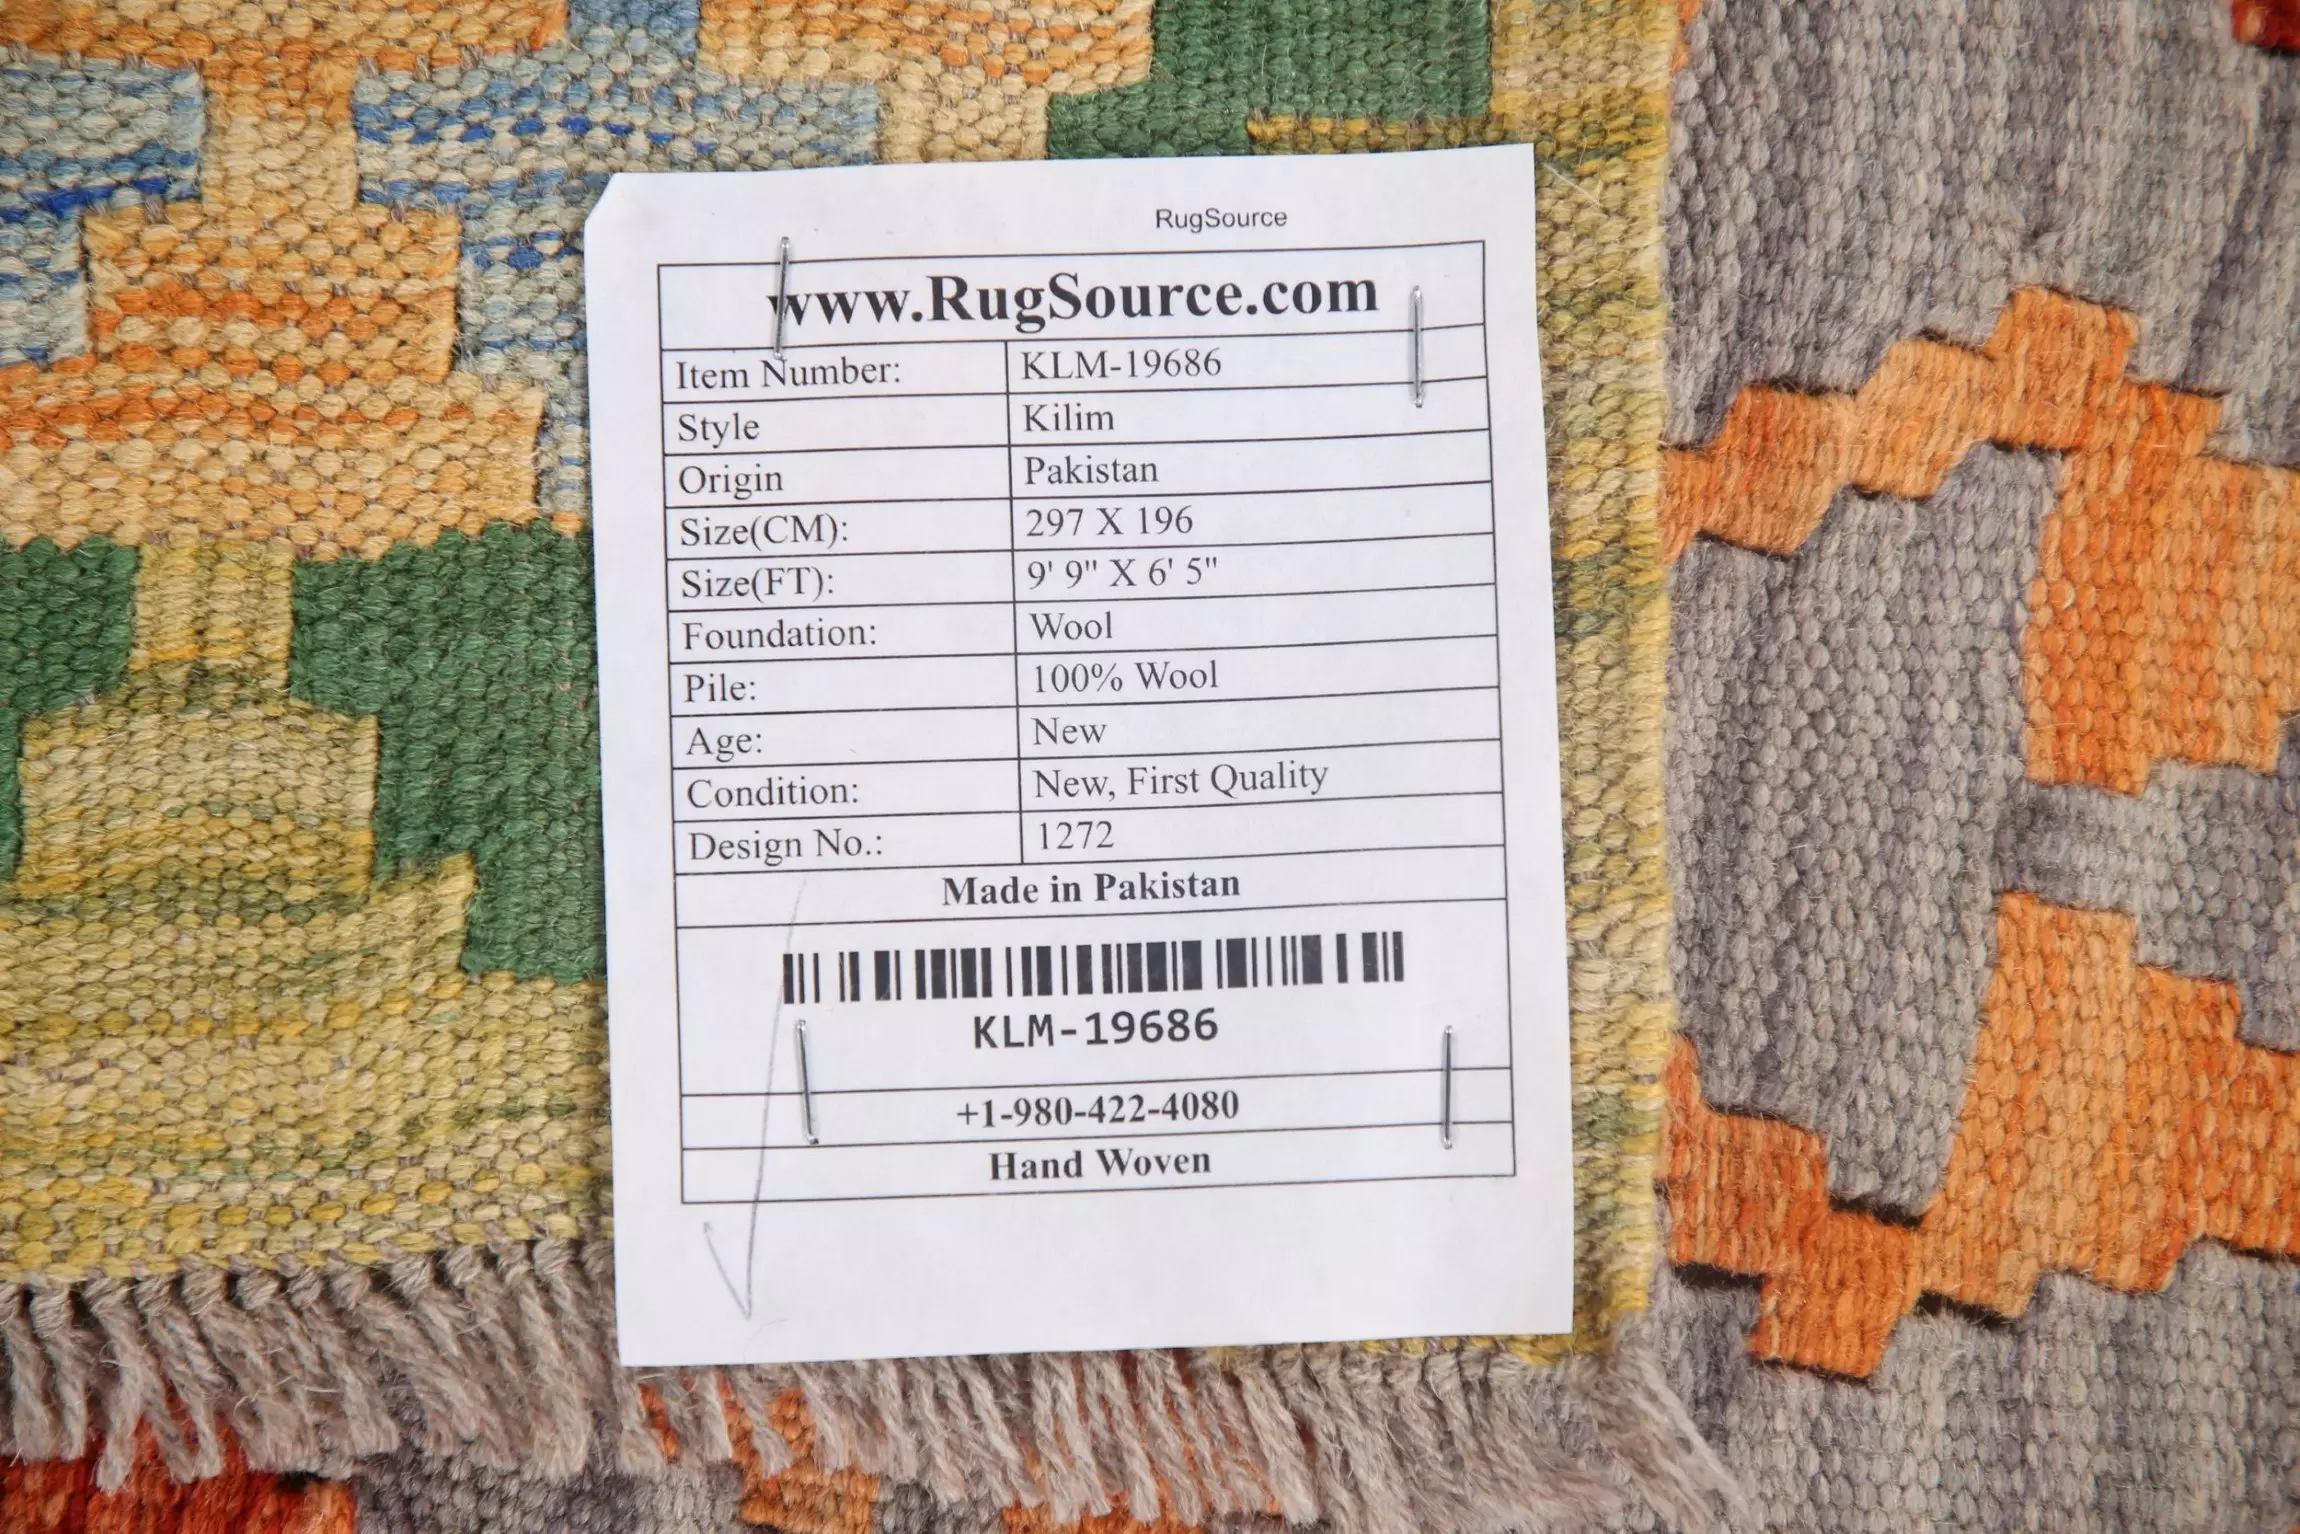 RugSource
www.RugSource.com
Item Number: KLM-19686
Style Kilim
Origin Pakistan
Size(CM): 297 X 196
Size(FT): 9' 9" X 6' 5"
Foundation: Wool
Pile: 100% Wool
Age: New
Condition: New, First Quality
Design No.: 1272
Made in Pakistan
KLM-19686
+1-980-422-4080
Hand Woven